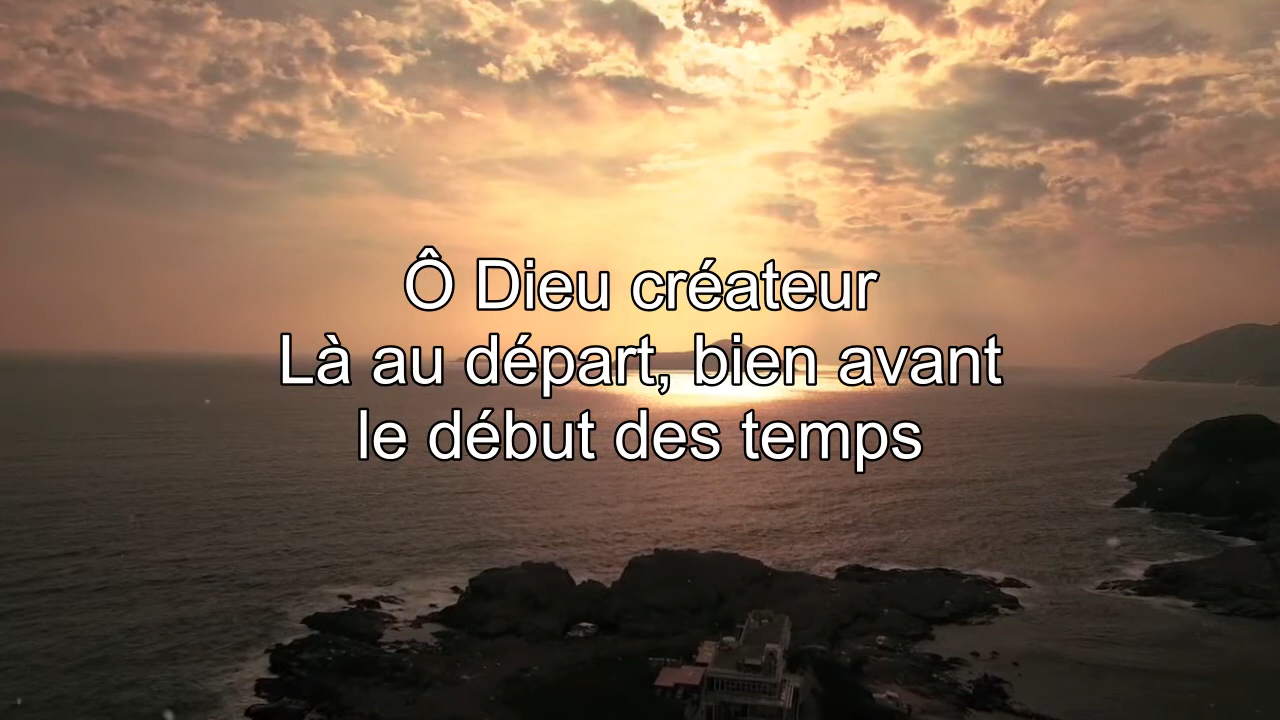 Ô Dieu créateur
Là au départ, bien avant
le début des temps